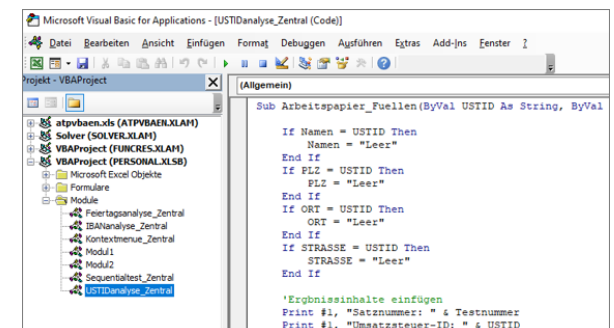 Microsoft Visual Basic for Applications - [USTIDanalyse_Zentral (Code)]
Datei Bearbeiten Ansicht Einfügen Format Debuggen Ausführen Extras Add-Ins Fenster ?
Projekt - VBAProject
(Allgemein)
atpvbaen.xls (ATPVBAEN.XLAM)
Solver (SOLVER.XLAM)
VBAProject (FUNCRES.XLAM)
VBAProject (PERSONAL.XLSB)
Microsoft Excel Objekte
Formulare
Module
Feiertagsanalyse_Zentral
IBANanalyse_Zentral
Kontextmenue_Zentral
Modul1
Modul2
Sequentialtest_Zentral
USTIDanalyse_Zentral
Sub Arbeitspapier_Fuellen(ByVal USTID As String, ByVal
If Namen = USTID Then
Namen = "Leer"
End If
If PLZ = USTID Then
PLZ = "Leer"
End If
If ORT = USTID Then
ORT = "Leer"
End If
If STRASSE = USTID Then
STRASSE = "Leer"
End If
'Ergbnissinhalte einfügen
Print #1, "Satznummer: " & Testnummer
Print #1, "Umsatzsteuer-ID: " & USTID